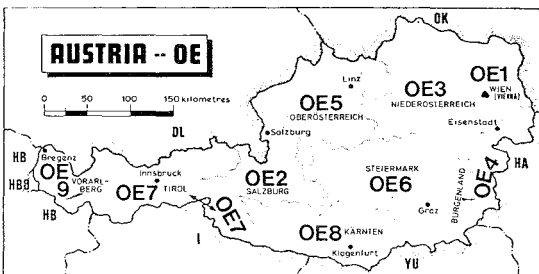 OK
AUSTRIA -- OE
0 50 100 150 kilometres
DL
Linz
OE5
OBERÖSTERREICH
OE3
NIEDERÖSTERREICH
OE1
WIEN
(VIENNA)
Eisenstadt
Salzburg
HB
Bregenz
OE
9
VORARL-
BERG
HBØ
HB
Innsbruck
OE7
TIROL
OE7
OE2
SALZBURG
STEIERMARK
OE6
Graz
BURGENLAND
OE4
HA
I
OE8
KÄRNTEN
Klagenfurt
YU